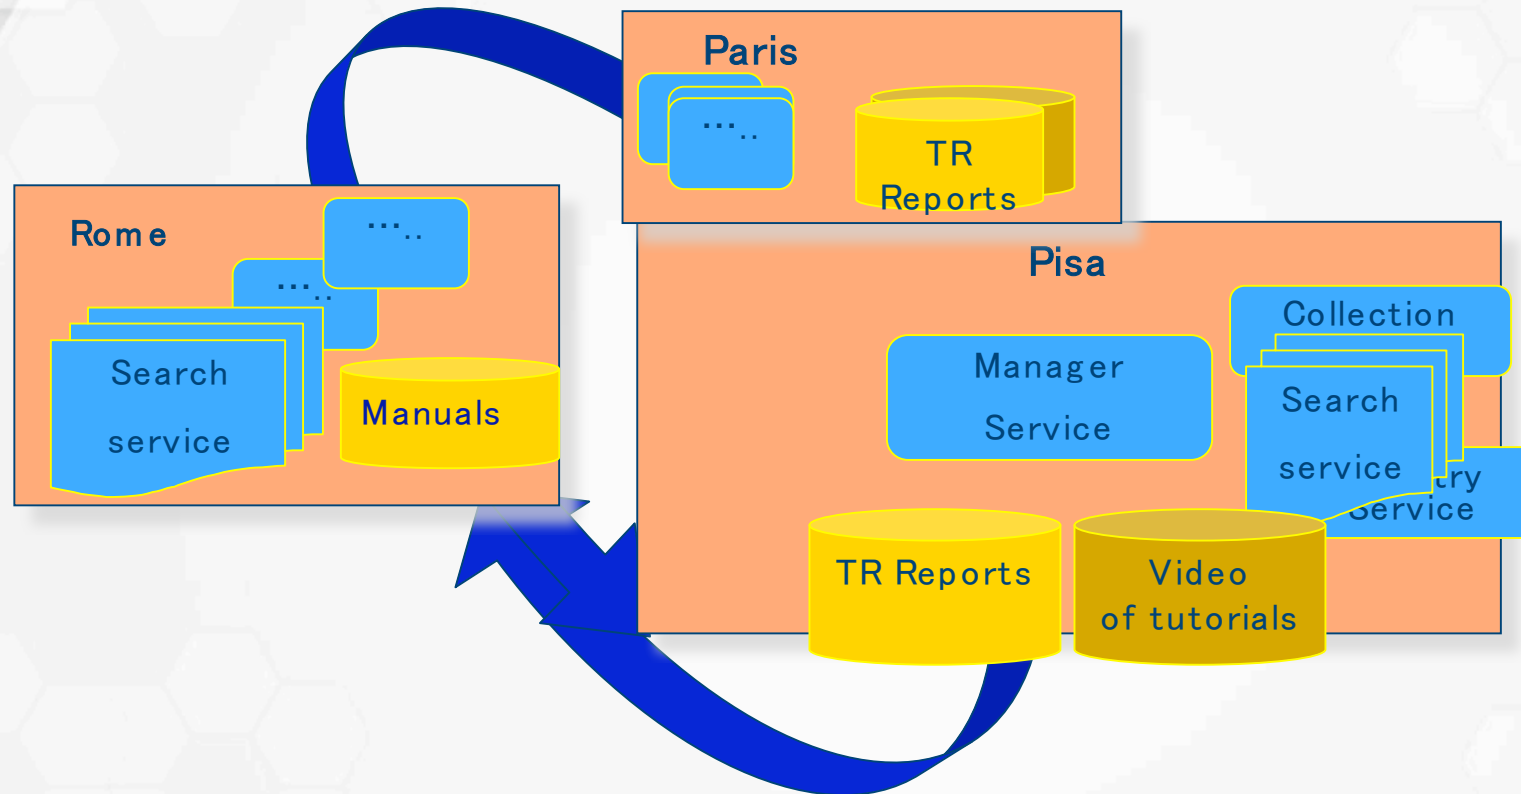 Paris
.....
TR
Reports
Rome
.....
.....
Search
service
Manuals
Pisa
Collection
Manager
Service
Search
service
Service
TR Reports
Video
of tutorials